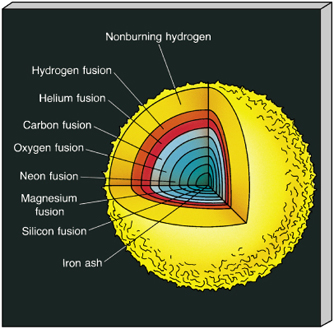 Nonburning hydrogen
Hydrogen fusion
Helium fusion
Carbon fusion
Oxygen fusion
Neon fusion
Magnesium
fusion
Silicon fusion
Iron ash